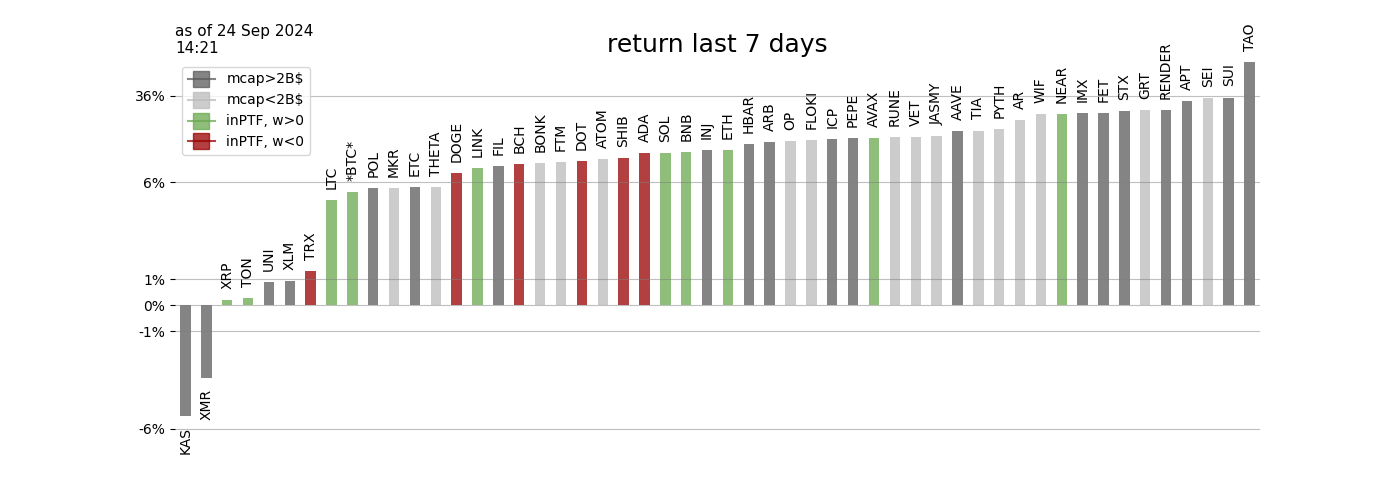 as of 24 Sep 2024
14:21
return last 7 days
mcap>2B$
mcap<2B$
inPTF, w>0
inPTF, w<0
36%
6%
1%
0%
-1%
-6%
KAS
XMR
XRP
TON
UNI
XLM
TRX
LTC
*BTC*
POL
MKR
ETC
THETA
DOGE
LINK
FIL
BCH
BONK
FTM
DOT
ATOM
SHIB
ADA
SOL
BNB
INJ
ETH
HBAR
ARB
OP
FLOKI
ICP
PEPE
AVAX
RUNE
VET
JASMY
AAVE
TIA
PYTH
AR
WIF
NEAR
IMX
FET
STX
GRT
RENDER
APT
SEI
SUI
TAO